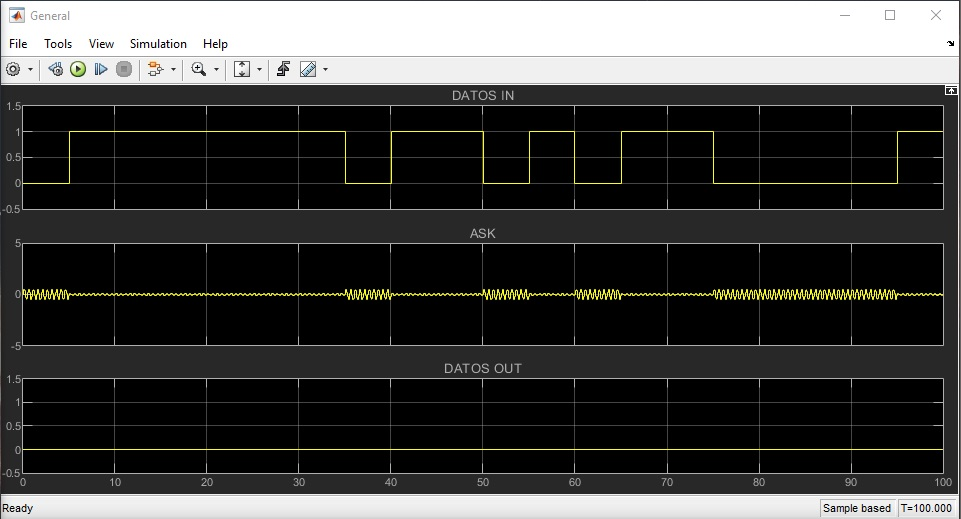 General
File Tools View Simulation Help
DATOS IN
1.5
1
0.5
0
-0.5
ASK
5
0
-5
DATOS OUT
1.5
1
0.5
0
-0.5
0 10 20 30 40 50 60 70 80 90 100
Ready Sample based T=100.000